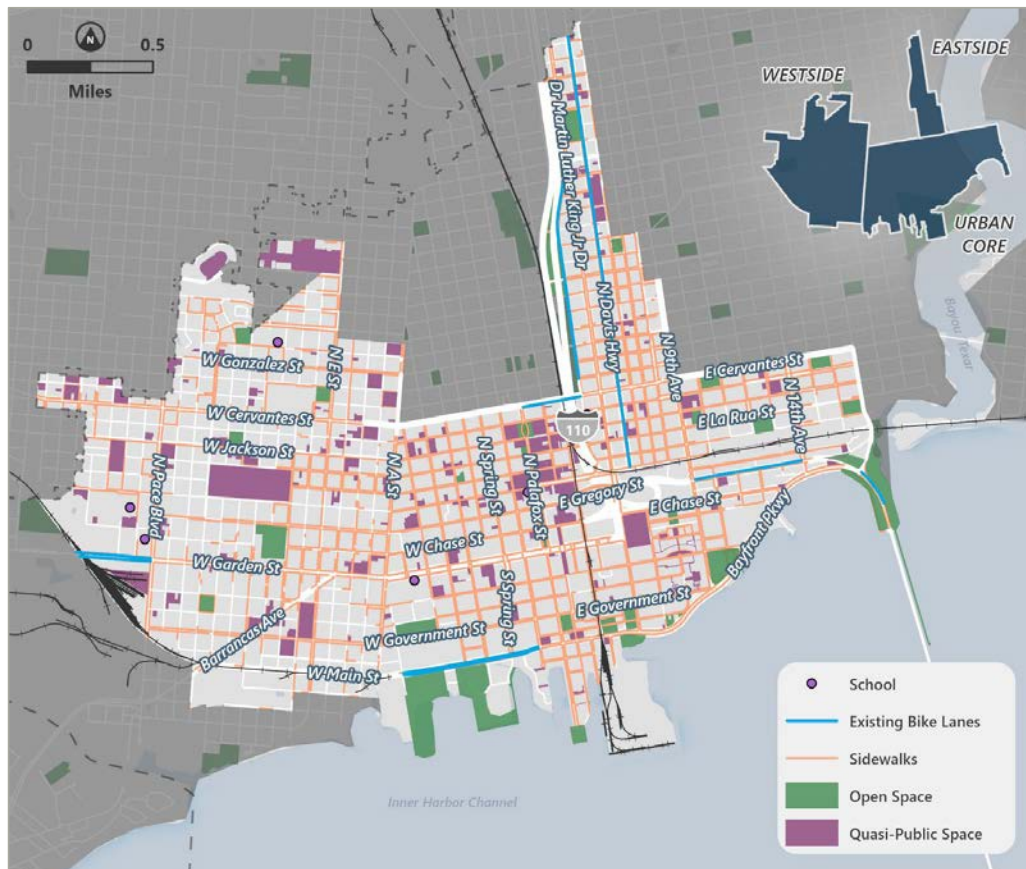 N
0
0.5
Miles
EASTSIDE
WESTSIDE
URBAN
CORE
Bayou Texar
Dr Martin Luther King Jr Dr
N Davis Hwy
N 9th Ave
E Cervantes St
N 14th Ave
E La Rua St
W Gonzalez St
N E St
W Cervantes St
W Jackson St
N A St
N Spring St
N Palafox St
110
E Gregory St
E Chase St
N Pace Blvd
W Chase St
W Garden St
Bayfront Pkwy
S Spring St
E Government St
W Government St
Barrancas Ave
W Main St
Inner Harbor Channel
School
Existing Bike Lanes
Sidewalks
Open Space
Quasi-Public Space